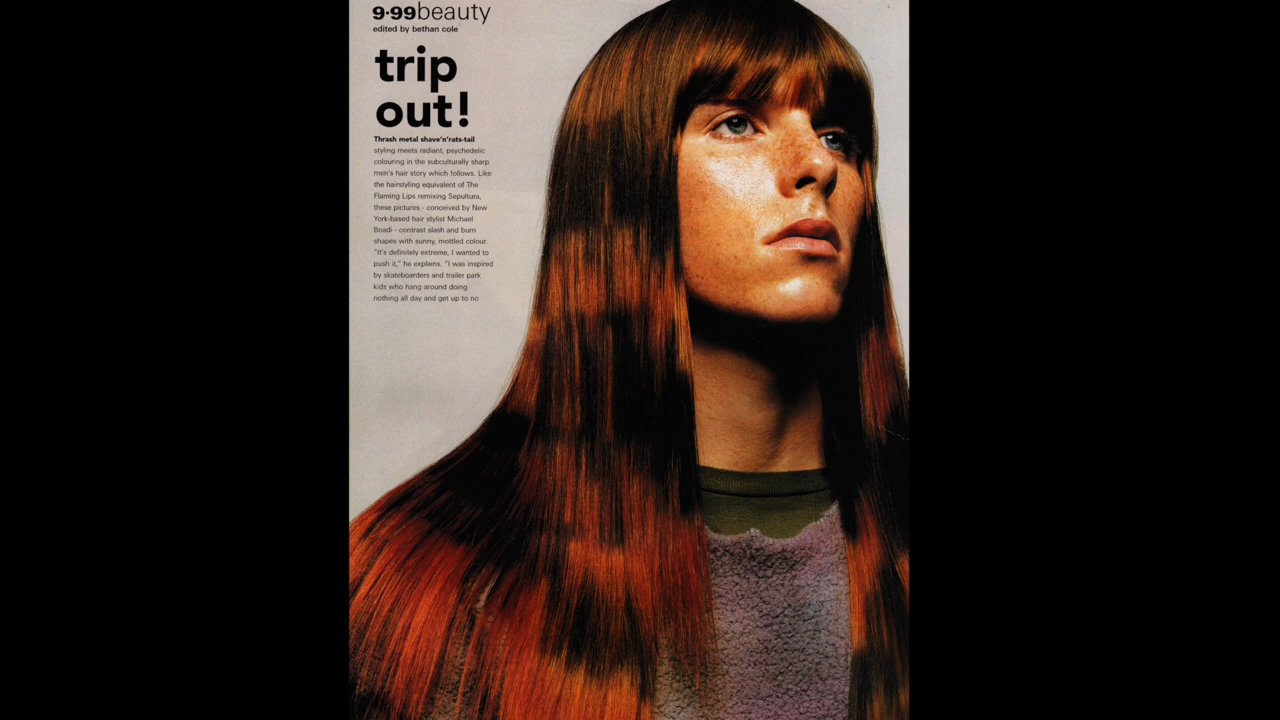 9·99beauty
edited by bethan cole
trip
out!
Thrash metal shave'n'rats-tail
styling meets radiant, psychedelic
colouring in the subculturally sharp
men's hair story which follows. Like
the hairstyling equivalent of The
Flaming Lips remixing Sepultura,
these pictures - conceived by New
York-based hair stylist Michael
Boadi - contrast slash and burn
shapes with sunny, mottled colour.
"It's definitely extreme, I wanted to
push it," he explains. "I was inspired
by skateboarders and trailer park
kids who hang around doing
nothing all day and get up to no